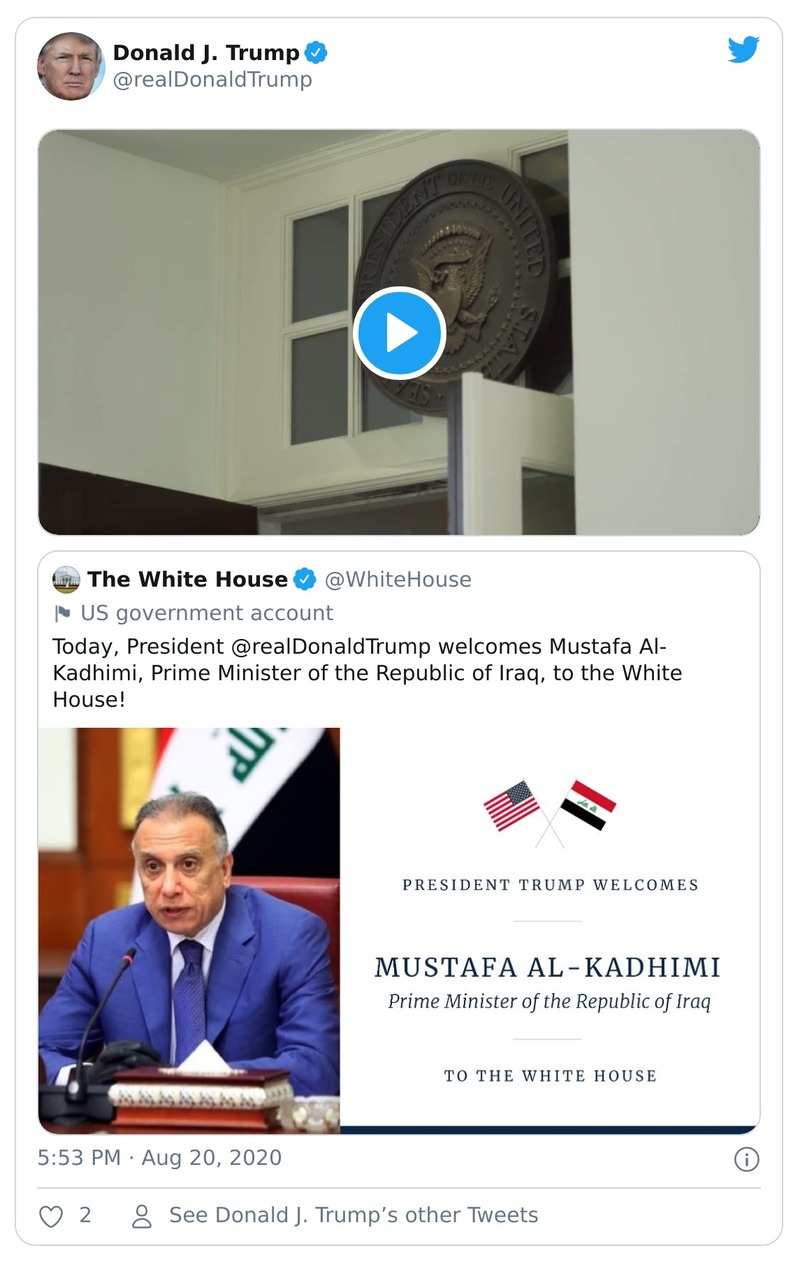 Donald J. Trump
@realDonaldTrump
PRESIDENT OF THE UNITED STATES
SEAL
The White House @WhiteHouse
US government account
Today, President @realDonaldTrump welcomes Mustafa Al-
Kadhimi, Prime Minister of the Republic of Iraq, to the White
House!
PRESIDENT TRUMP WELCOMES
MUSTAFA AL-KADHIMI
Prime Minister of the Republic of Iraq
TO THE WHITE HOUSE
5:53 PM · Aug 20, 2020
2
See Donald J. Trump’s other Tweets